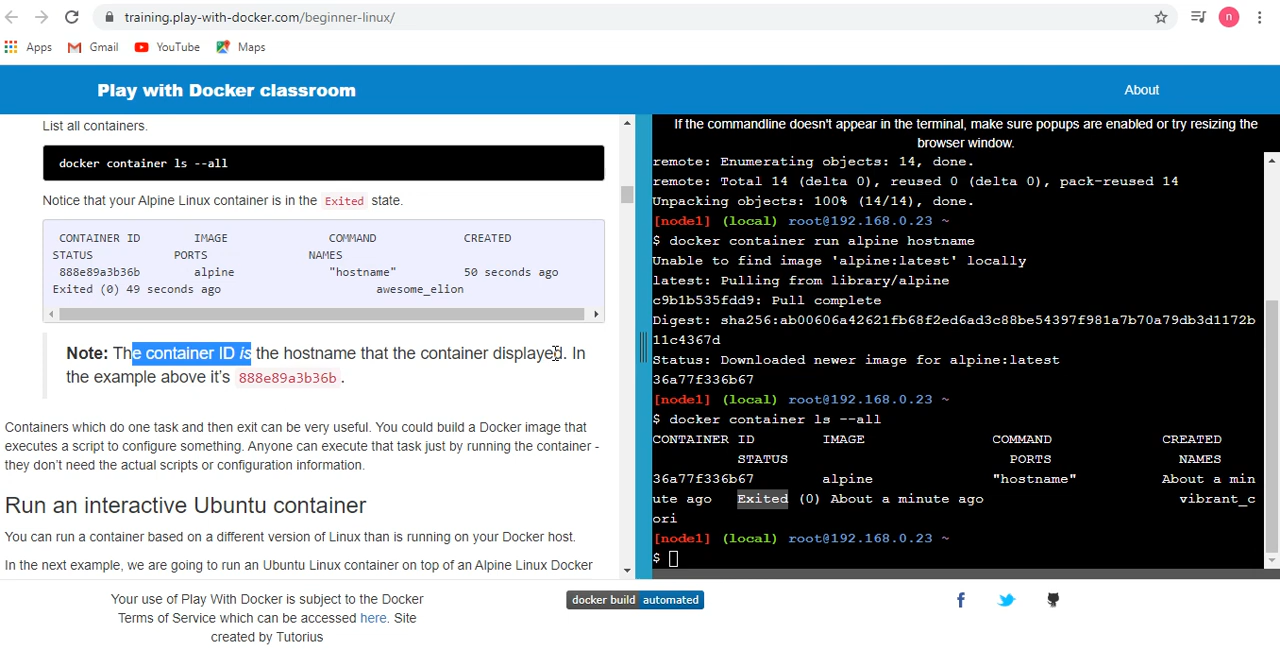 training.play-with-docker.com/beginner-linux/
n
Apps Gmail YouTube Maps
Play with Docker classroom
About
List all containers.
docker container ls --all
Notice that your Alpine Linux container is in the Exited state.
CONTAINER ID IMAGE COMMAND CREATED
STATUS PORTS NAMES
888e89a3b36b alpine "hostname" 50 seconds ago
Exited (0) 49 seconds ago awesome_elion
Note: The container ID is the hostname that the container displayed. In
the example above it's 888e89a3b36b.
Containers which do one task and then exit can be very useful. You could build a Docker image that
executes a script to configure something. Anyone can execute that task just by running the container -
they don't need the actual scripts or configuration information.
Run an interactive Ubuntu container
You can run a container based on a different version of Linux than is running on your Docker host.
In the next example, we are going to run an Ubuntu Linux container on top of an Alpine Linux Docker
If the commandline doesn't appear in the terminal, make sure popups are enabled or try resizing the
browser window.
remote: Enumerating objects: 14, done.
remote: Total 14 (delta 0), reused 0 (delta 0), pack-reused 14
Unpacking objects: 100% (14/14), done.
[node1] (local) root@192.168.0.23 ~
$ docker container run alpine hostname
Unable to find image 'alpine:latest' locally
latest: Pulling from library/alpine
c9b1b535fdd9: Pull complete
Digest: sha256:ab00606a42621fb68f2ed6ad3c88be54397f981a7b70a79db3d1172b
11c4367d
Status: Downloaded newer image for alpine:latest
36a77f336b67
[node1] (local) root@192.168.0.23 ~
$ docker container ls --all
CONTAINER ID IMAGE COMMAND CREATED
STATUS PORTS NAMES
36a77f336b67 alpine "hostname" About a min
ute ago Exited (0) About a minute ago vibrant_c
ori
[node1] (local) root@192.168.0.23 ~
$
Your use of Play With Docker is subject to the Docker
Terms of Service which can be accessed here. Site
created by Tutorius
docker build automated